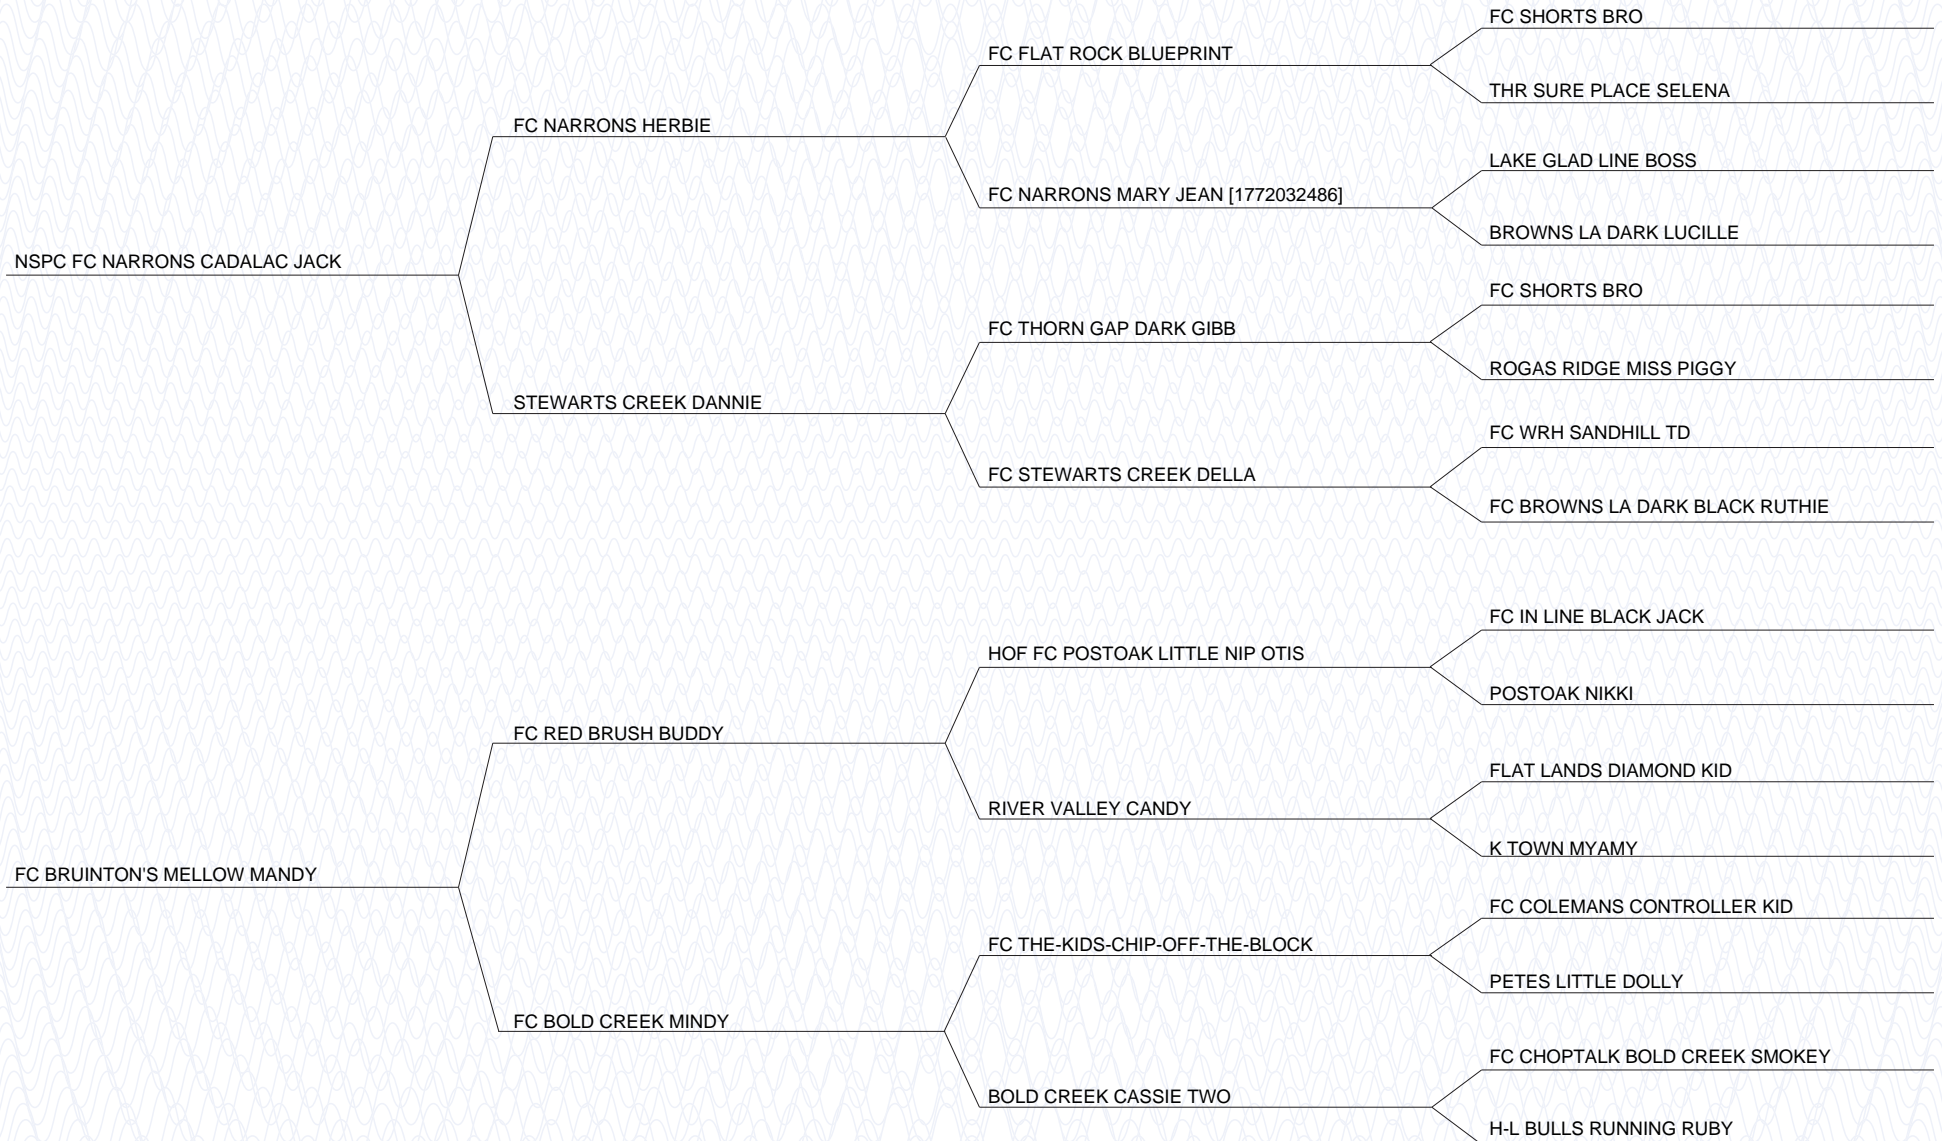 FC SHORTS BRO
FC FLAT ROCK BLUEPRINT
THR SURE PLACE SELENA
FC NARRONS HERBIE
LAKE GLAD LINE BOSS
FC NARRONS MARY JEAN [1772032486]
BROWNS LA DARK LUCILLE
NSPC FC NARRONS CADALAC JACK
FC SHORTS BRO
FC THORN GAP DARK GIBB
ROGAS RIDGE MISS PIGGY
STEWARTS CREEK DANNIE
FC WRH SANDHILL TD
FC STEWARTS CREEK DELLA
FC BROWNS LA DARK BLACK RUTHIE
FC IN LINE BLACK JACK
HOF FC POSTOAK LITTLE NIP OTIS
POSTOAK NIKKI
FC RED BRUSH BUDDY
FLAT LANDS DIAMOND KID
RIVER VALLEY CANDY
K TOWN MYAMY
FC BRUINTON'S MELLOW MANDY
FC COLEMANS CONTROLLER KID
FC THE-KIDS-CHIP-OFF-THE-BLOCK
PETES LITTLE DOLLY
FC BOLD CREEK MINDY
FC CHOPTALK BOLD CREEK SMOKEY
BOLD CREEK CASSIE TWO
H-L BULLS RUNNING RUBY